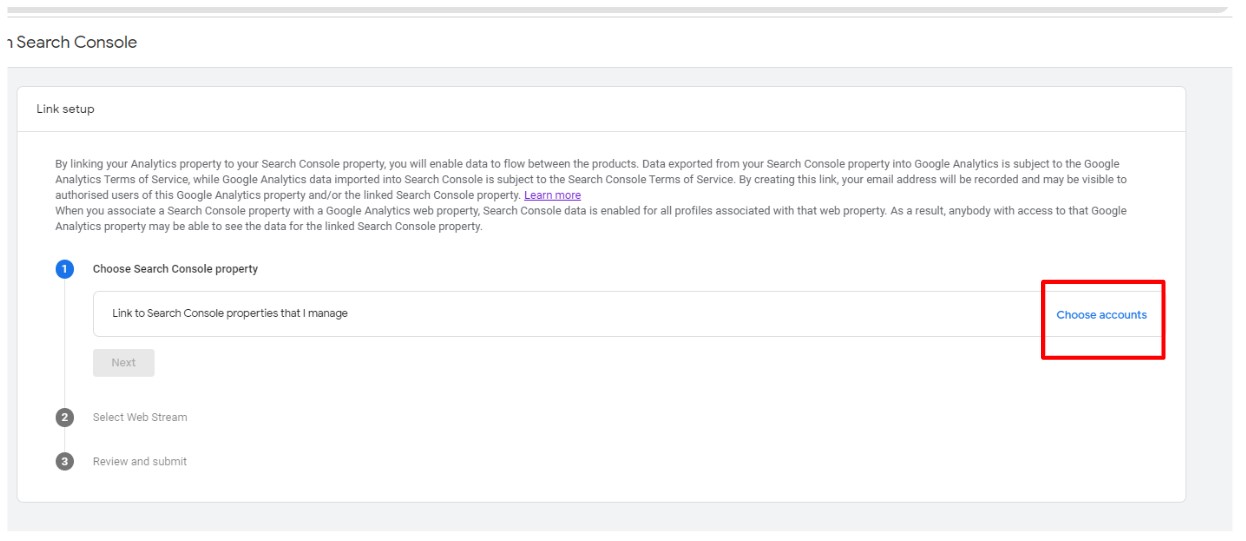 Search Console
Link setup
By linking your Analytics property to your Search Console property, you will enable data to flow between the products. Data exported from your Search Console property into Google Analytics is subject to the Google
Analytics Terms of Service, while Google Analytics data imported into Search Console is subject to the Search Console Terms of Service. By creating this link, your email address will be recorded and may be visible to
authorised users of this Google Analytics property and/or the linked Search Console property. Learn more
When you associate a Search Console property with a Google Analytics web property, Search Console data is enabled for all profiles associated with that web property. As a result, anybody with access to that Google
Analytics property may be able to see the data for the linked Search Console property.
1 Choose Search Console property
Link to Search Console properties that I manage
Choose accounts
Next
2 Select Web Stream
3 Review and submit